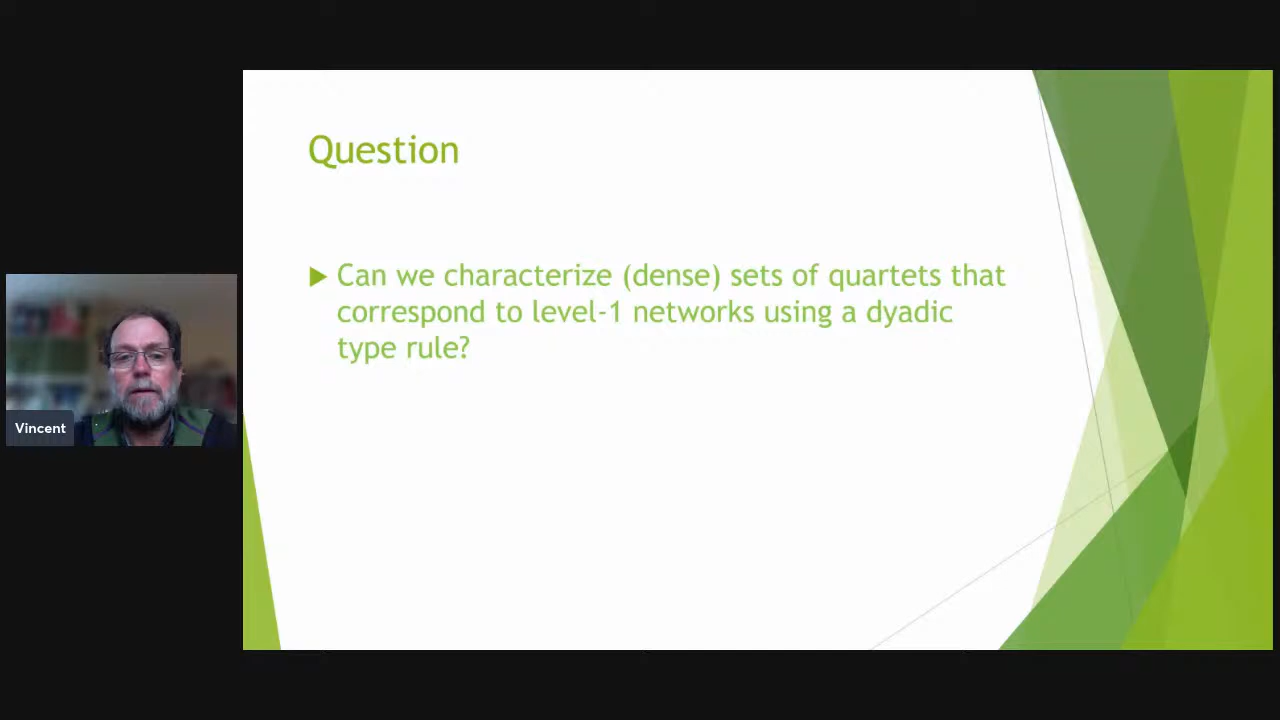 Question
Can we characterize (dense) sets of quartets that
correspond to level-1 networks using a dyadic
type rule?
Vincent